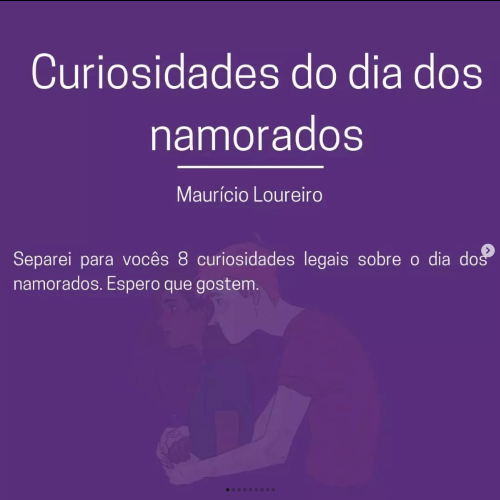 Curiosidades do dia dos
namorados
Maurício Loureiro
Separei para vocês 8 curiosidades legais sobre o dia dos
namorados. Espero que gostem.